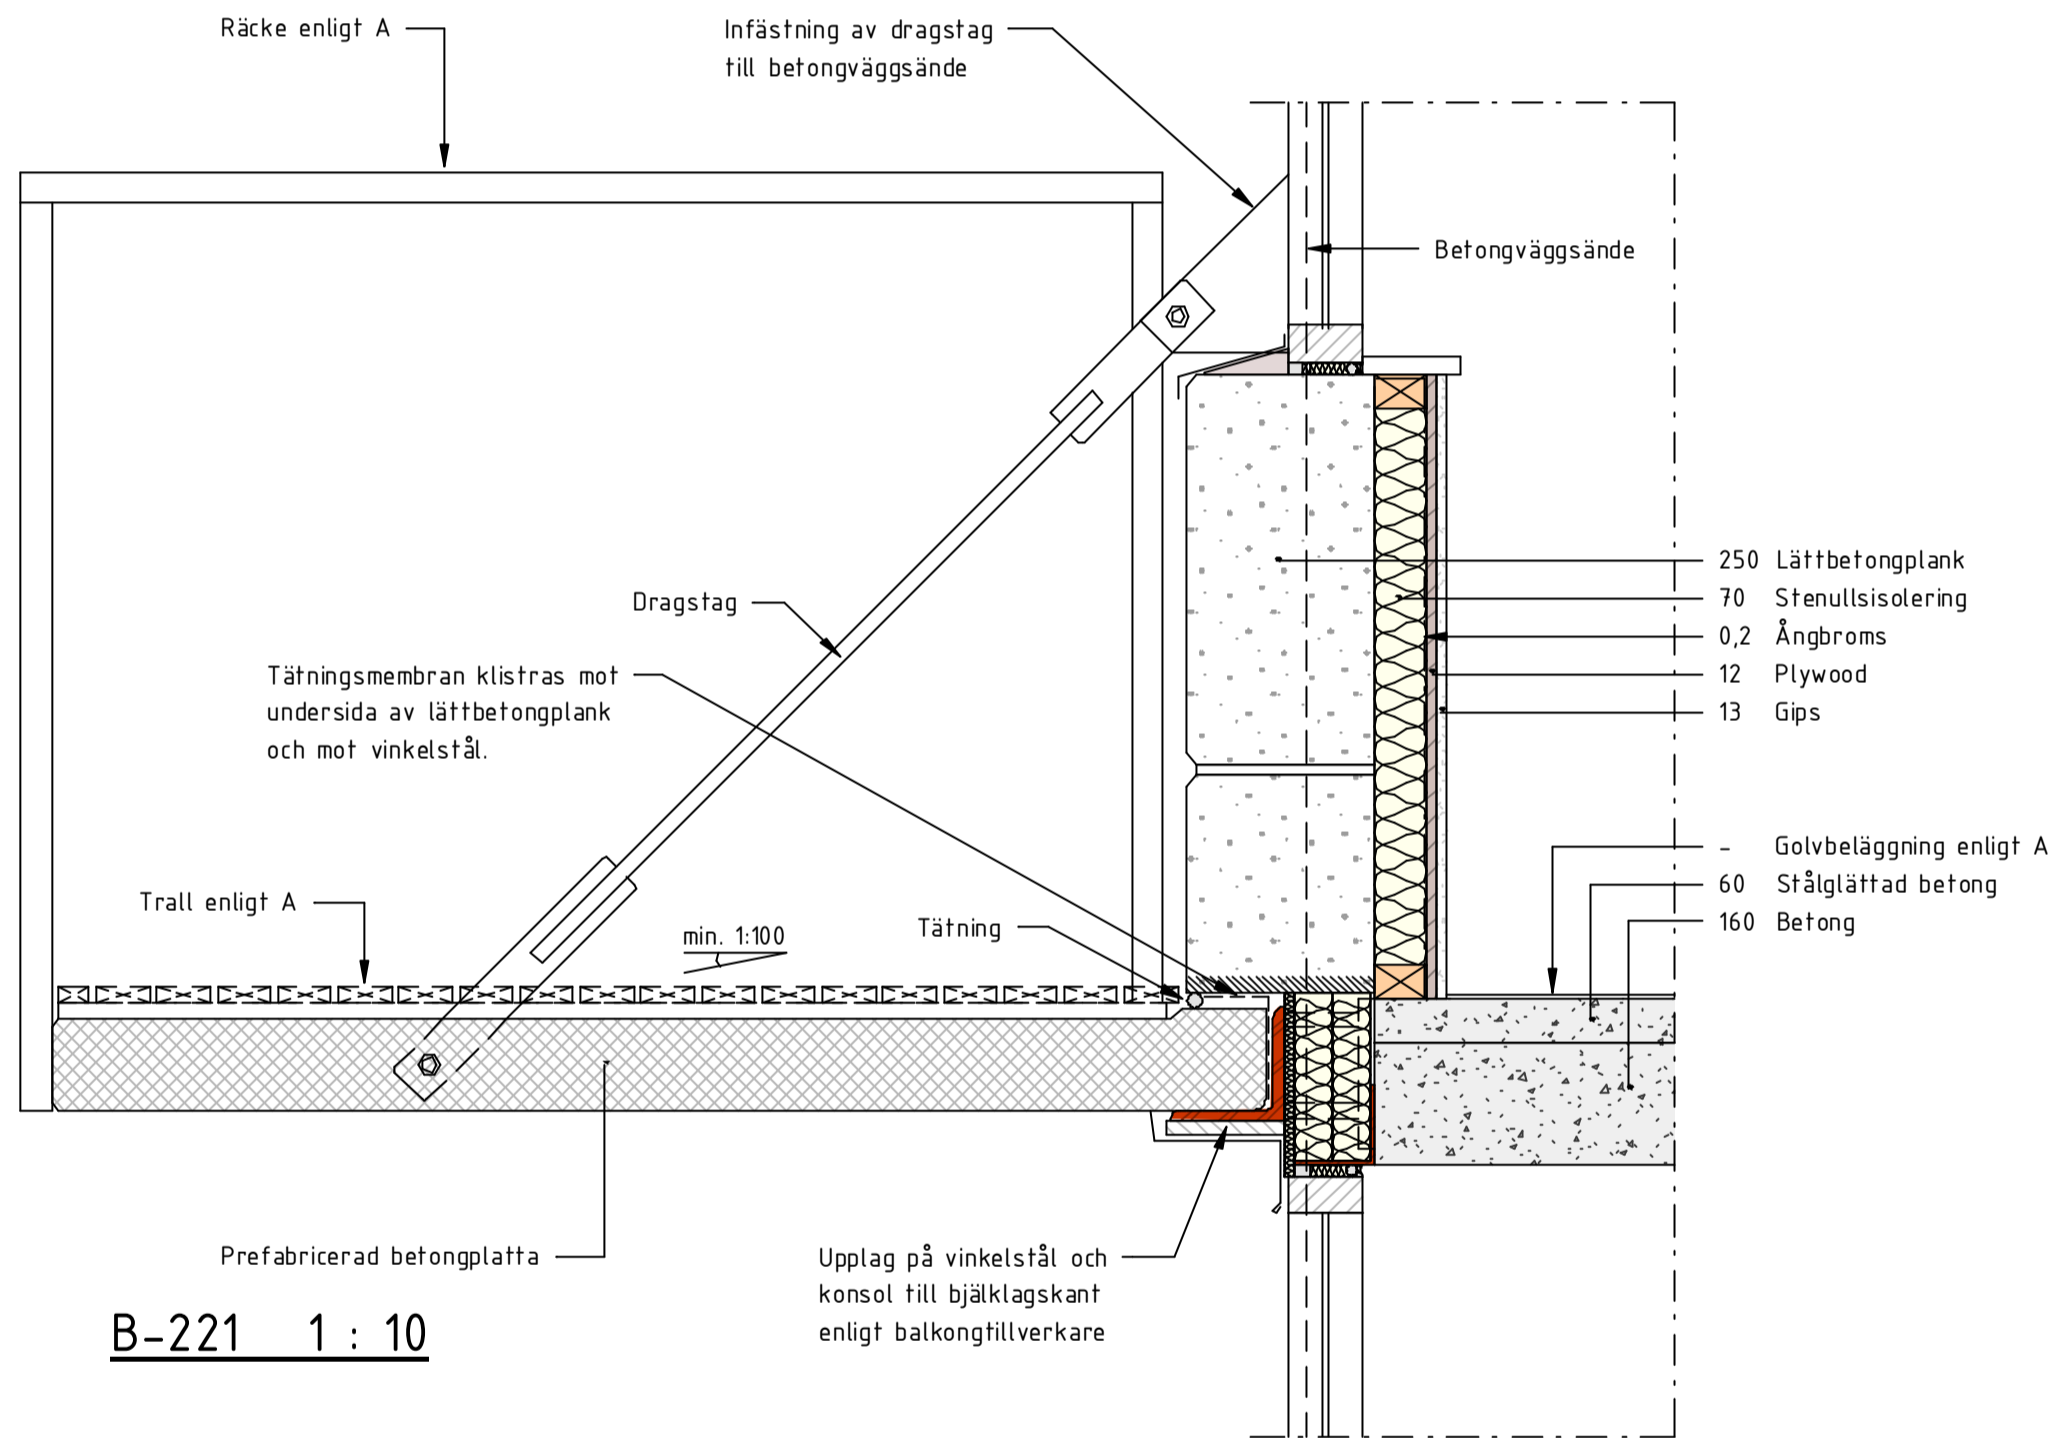 Räcke enligt A
Infästning av dragstag
till betongväggsände
Betongväggsände
250 Lättbetongplank
70 Stenullsisolering
0,2 Ångbroms
12 Plywood
13 Gips
Dragstag
Tätningsmembran klistras mot
undersida av lättbetongplank
och mot vinkelstål.
- Golvbeläggning enligt A
60 Stålglättad betong
160 Betong
Trall enligt A
min. 1:100
Tätning
Prefabricerad betongplatta
Upplag på vinkelstål och
konsol till bjälklagskant
enligt balkongtillverkare
B-221 1 : 10